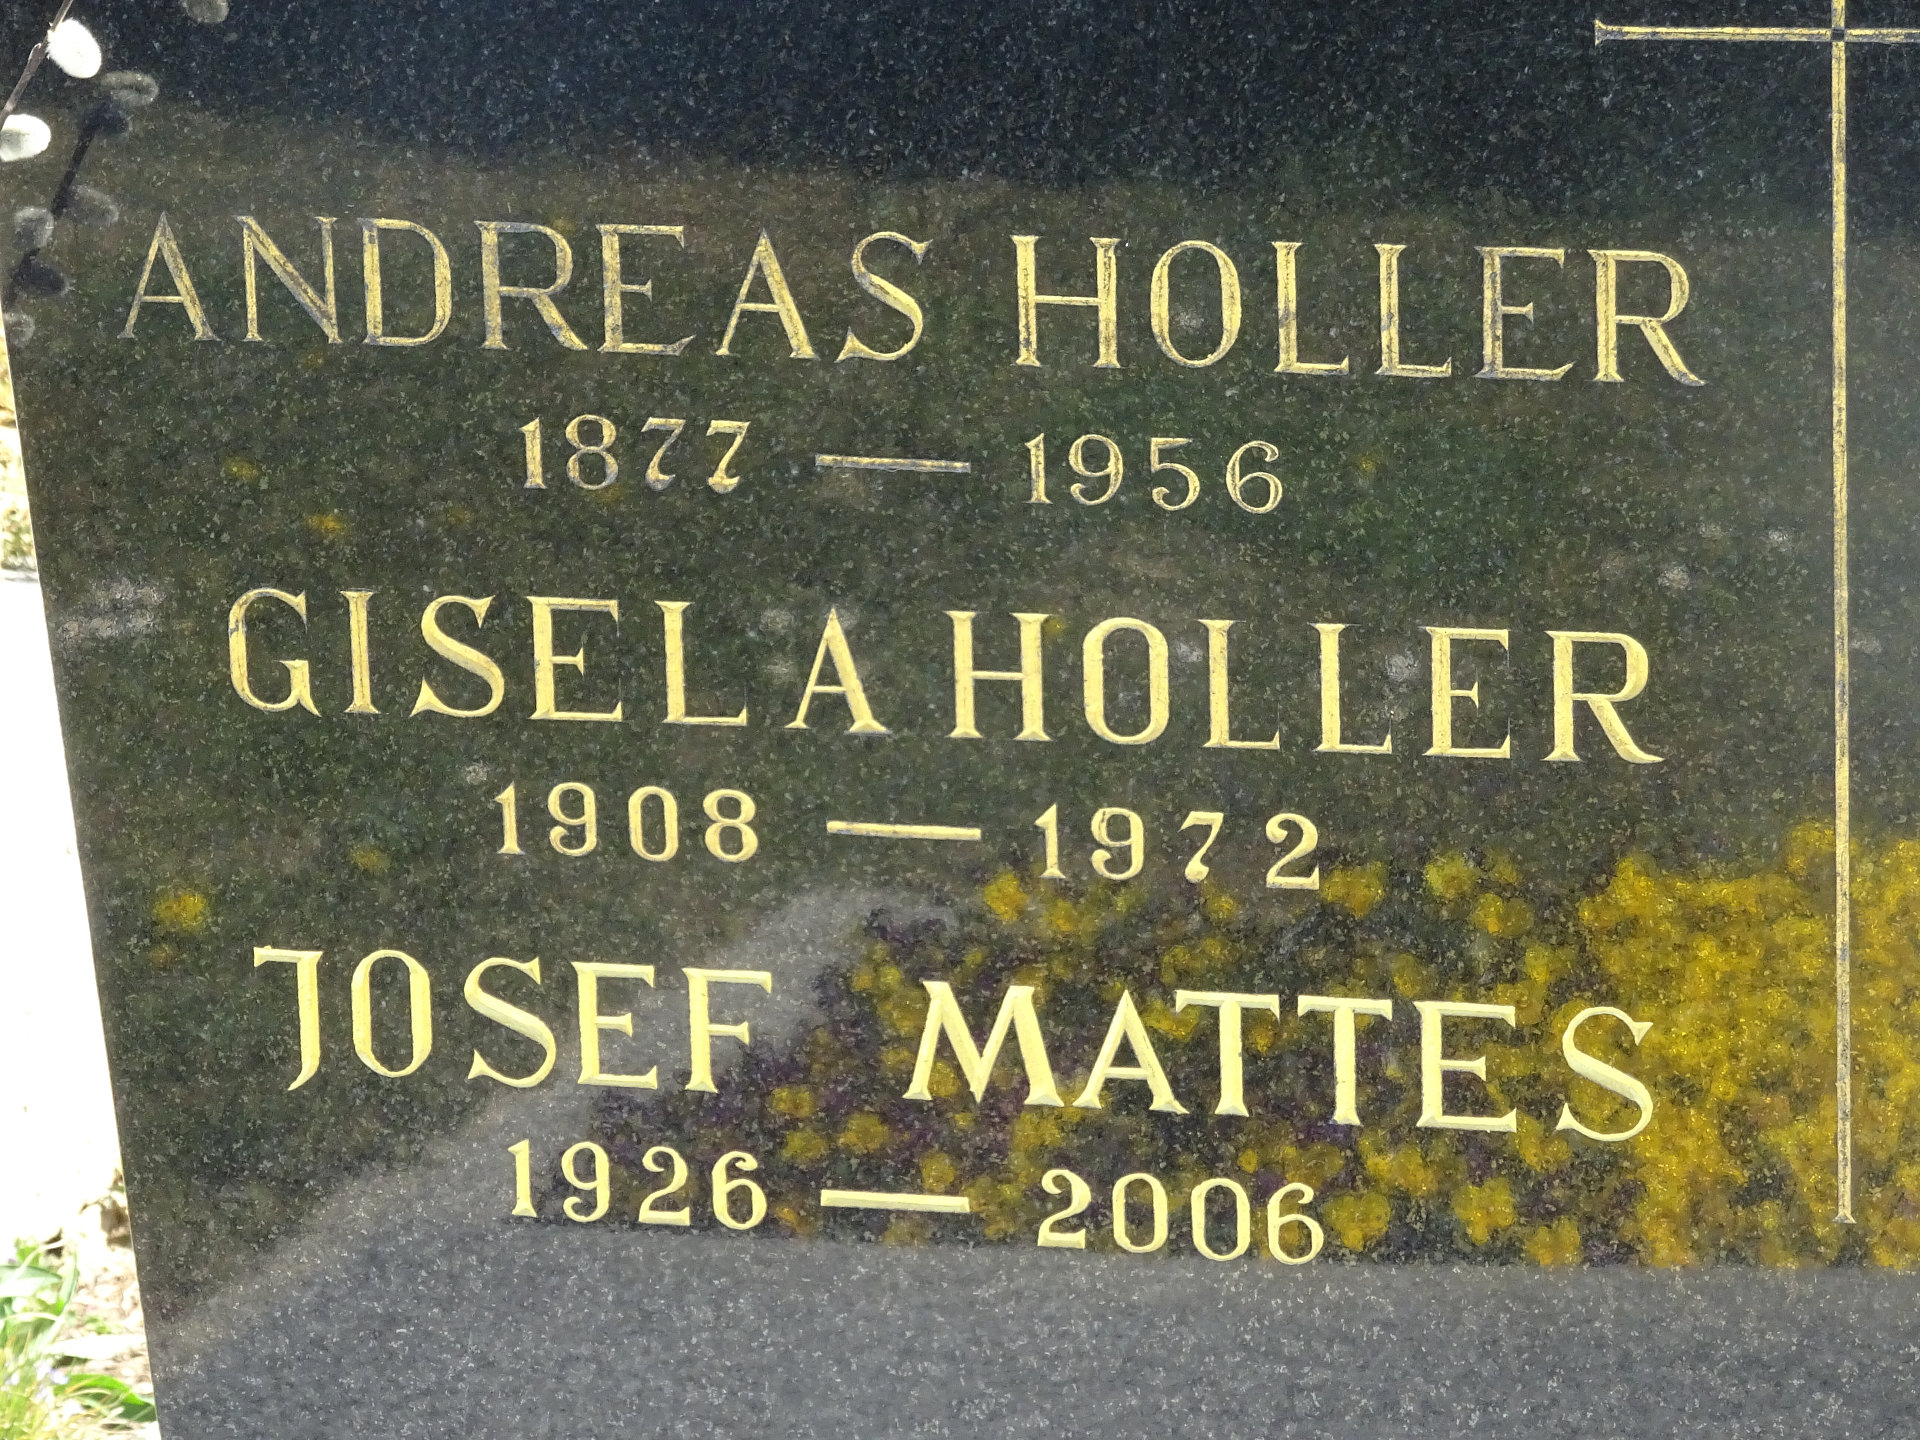 ANDREAS HOLLER
1877 — 1956
GISELA HOLLER
1908 — 1972
JOSEF MATTES
1926 — 2006